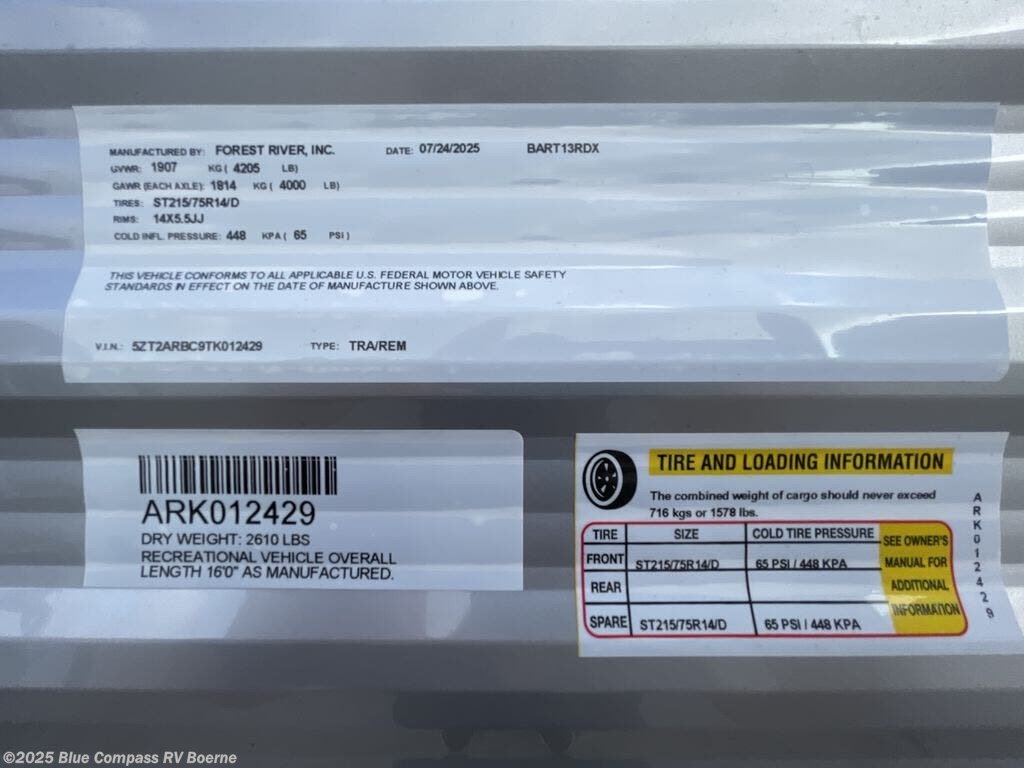 MANUFACTURED BY: FOREST RIVER, INC. DATE: 07/24/2025 BART13RDX
GVWR: 1907 KG ( 4205 LB)
GAWR (EACH AXLE): 1814 KG ( 4000 LB)
TIRES: ST215/75R14/D
RIMS: 14X5.5JJ
COLD INFL. PRESSURE: 448 KPA ( 65 PSI )
THIS VEHICLE CONFORMS TO ALL APPLICABLE U.S. FEDERAL MOTOR VEHICLE SAFETY
STANDARDS IN EFFECT ON THE DATE OF MANUFACTURE SHOWN ABOVE.
V.I.N.: 5ZT2ARBC9TK012429 TYPE: TRA/REM
ARK012429
DRY WEIGHT: 2610 LBS
RECREATIONAL VEHICLE OVERALL
LENGTH 16'0" AS MANUFACTURED.
TIRE AND LOADING INFORMATION
The combined weight of cargo should never exceed
716 kgs or 1578 lbs.
TIRE SIZE COLD TIRE PRESSURE
FRONT ST215/75R14/D 65 PSI / 448 KPA
REAR
SPARE ST215/75R14/D 65 PSI / 448 KPA
SEE OWNER'S
MANUAL FOR
ADDITIONAL
INFORMATION
ARK012429
©2025 Blue Compass RV Boerne